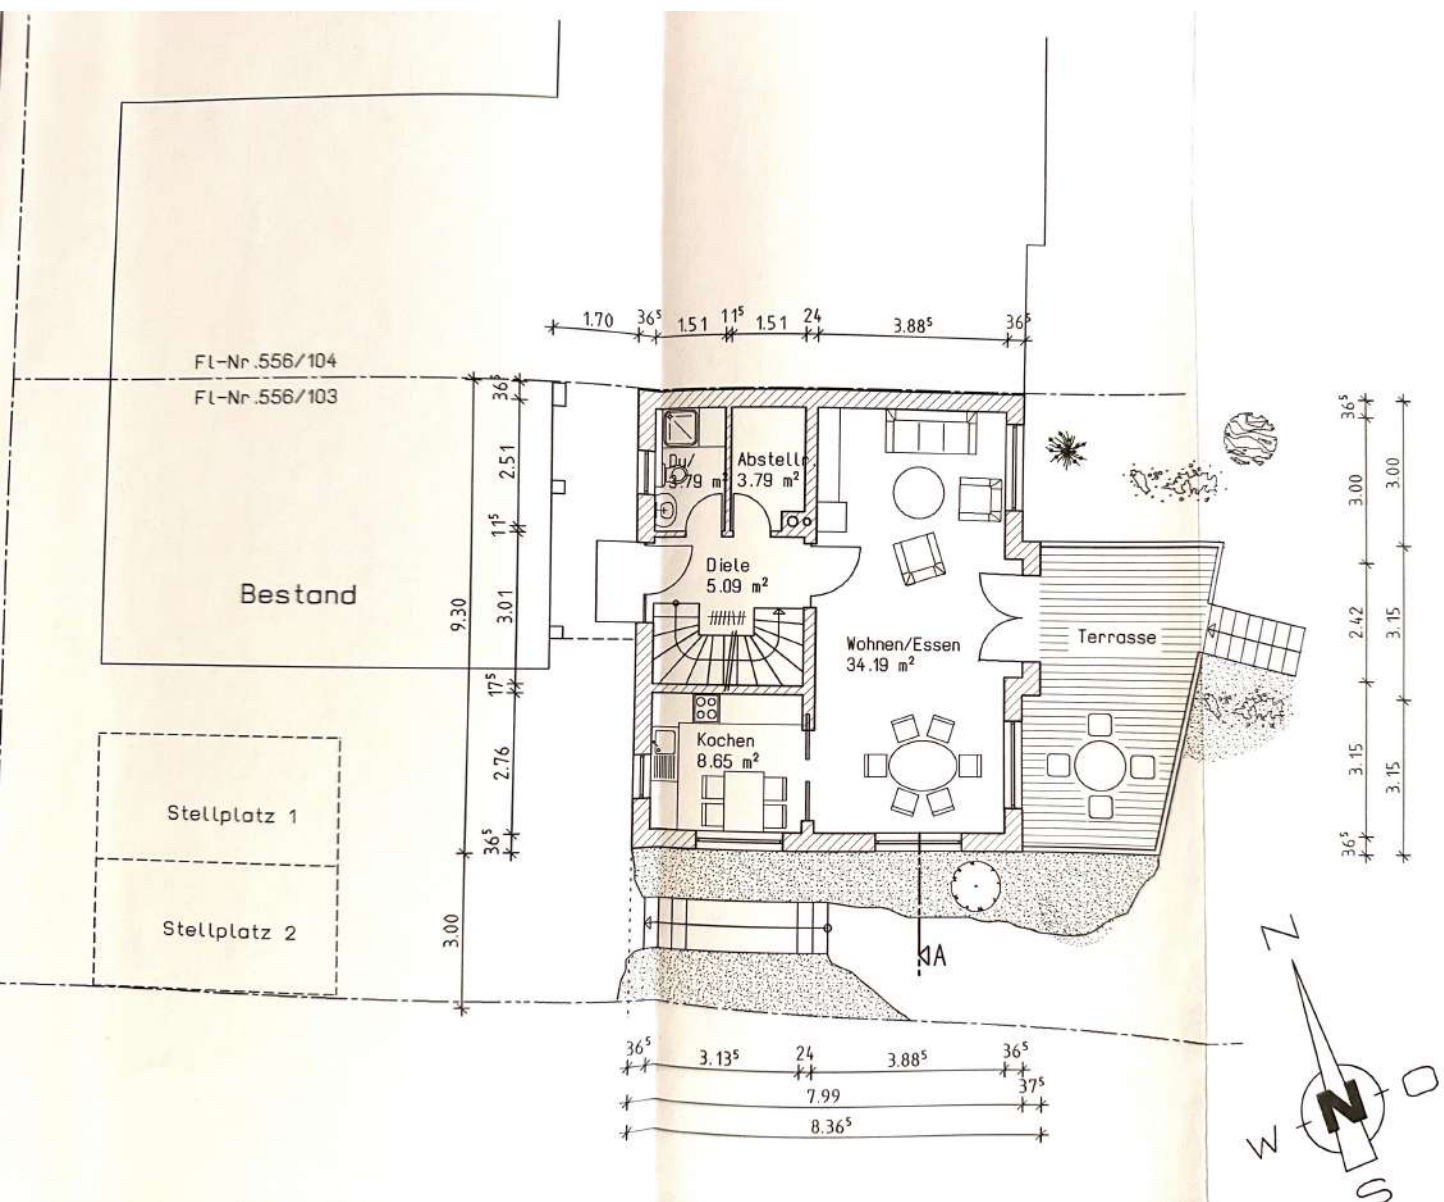 1.70 36⁵ 1.51 11⁵ 1.51 24 3.88⁵ 36⁵
Fl-Nr.556/104
Fl-Nr.556/103
36⁵
2.51
11⁵
3.01
17⁵
2.76
36⁵
9.30
3.00
Bestand
Stellplatz 1
Stellplatz 2
Du/
3.79 m²
Abstellr.
3.79 m²
Diele
5.09 m²
Wohnen/Essen
34.19 m²
Kochen
8.65 m²
Terrasse
36⁵
3.00
2.42
3.15
36⁵
3.00
3.15
3.15
A
36⁵ 3.13⁵ 24 3.88⁵ 36⁵
7.99 37⁵
8.36⁵
N
O
N
W
S